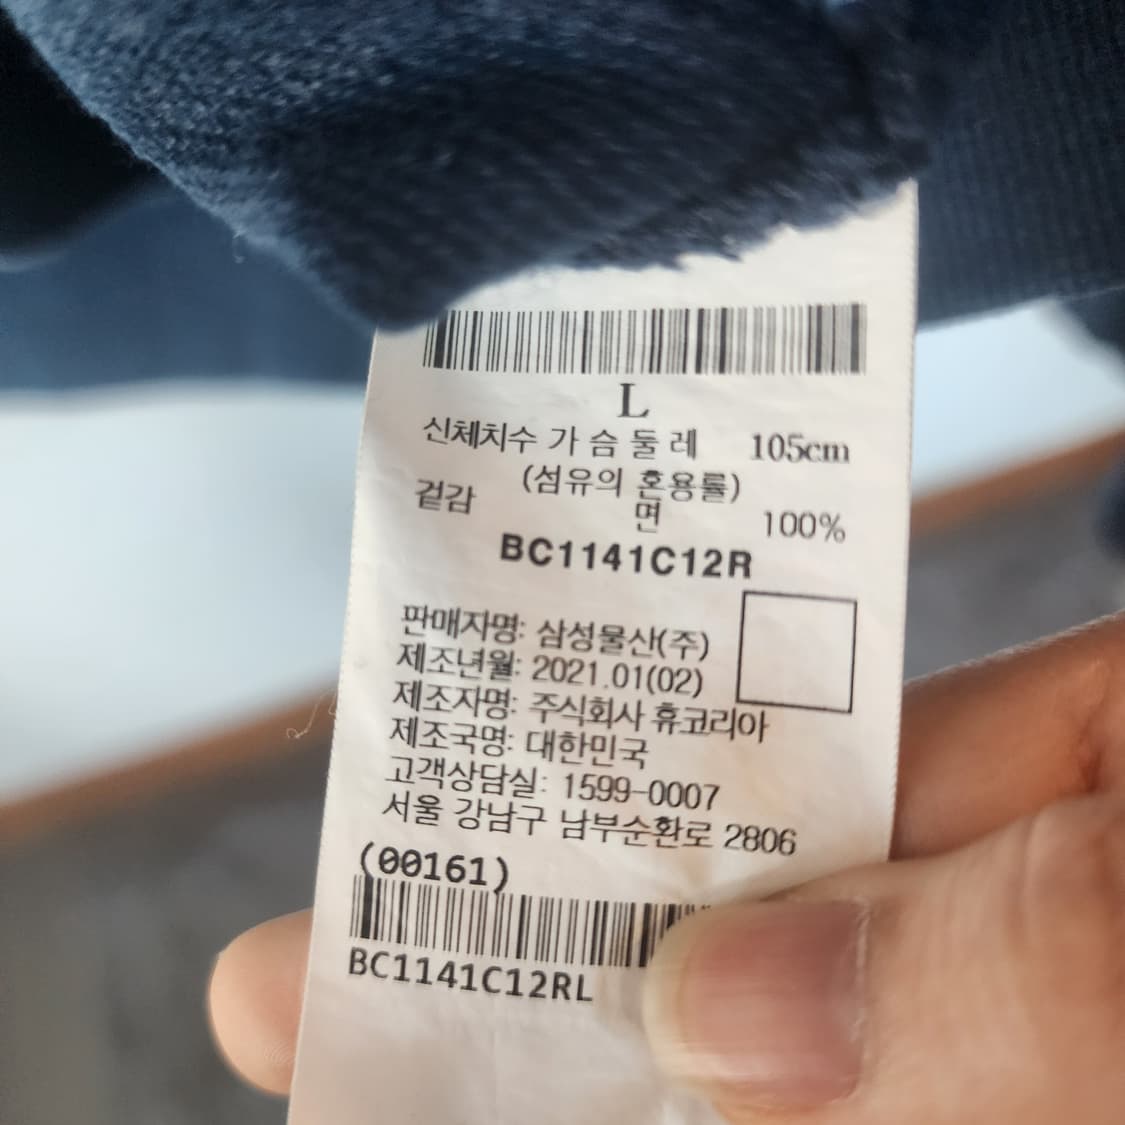 L
신체치수 가슴둘레 105cm
(섬유의 혼용률)
겉감 면 100%
BC1141C12R
판매자명: 삼성물산(주)
제조년월: 2021.01(02)
제조자명: 주식회사 휴코리아
제조국명: 대한민국
고객상담실: 1599-0007
서울 강남구 남부순환로 2806
(00161)
BC1141C12RL